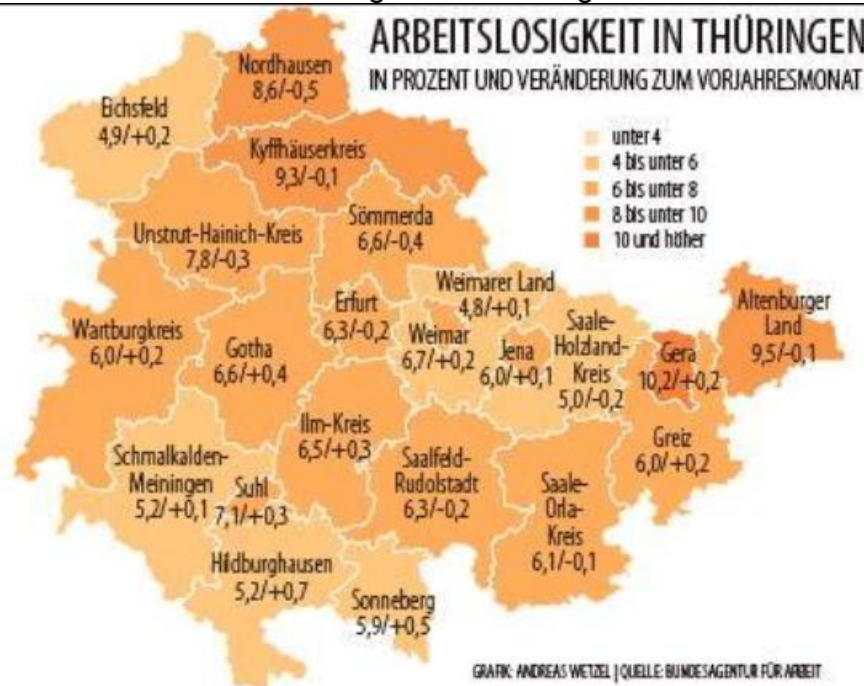 ARBEITSLOSIGKEIT IN THÜRINGEN
IN PROZENT UND VERÄNDERUNG ZUM VORJAHRESMONAT
unter 4
4 bis unter 6
6 bis unter 8
8 bis unter 10
10 und höher
Nordhausen
8,6/-0,5
Eichsfeld
4,9/+0,2
Kyffhäuserkreis
9,3/-0,1
Unstrut-Hainich-Kreis
7,8/-0,3
Sömmerda
6,6/-0,4
Weimarer Land
4,8/+0,1
Erfurt
6,3/-0,2
Weimar
6,7/+0,2
Jena
6,0/+0,1
Saale-
Holzland-
Kreis
5,0/-0,2
Gera
10,2/+0,2
Altenburger
Land
9,5/-0,1
Wartburgkreis
6,0/+0,2
Gotha
6,6/+0,4
Ilm-Kreis
6,5/+0,3
Greiz
6,0/+0,2
Schmalkalden-
Meiningen
5,2/+0,1
Suhl
7,1/+0,3
Saalfeld-
Rudolstadt
6,3/-0,2
Saale-
Orla-
Kreis
6,1/-0,1
Hildburghausen
5,2/+0,7
Sonneberg
5,9/+0,5
GRAFIK: ANDREAS WETZEL | QUELLE: BUNDESAGENTUR FÜR ARBEIT